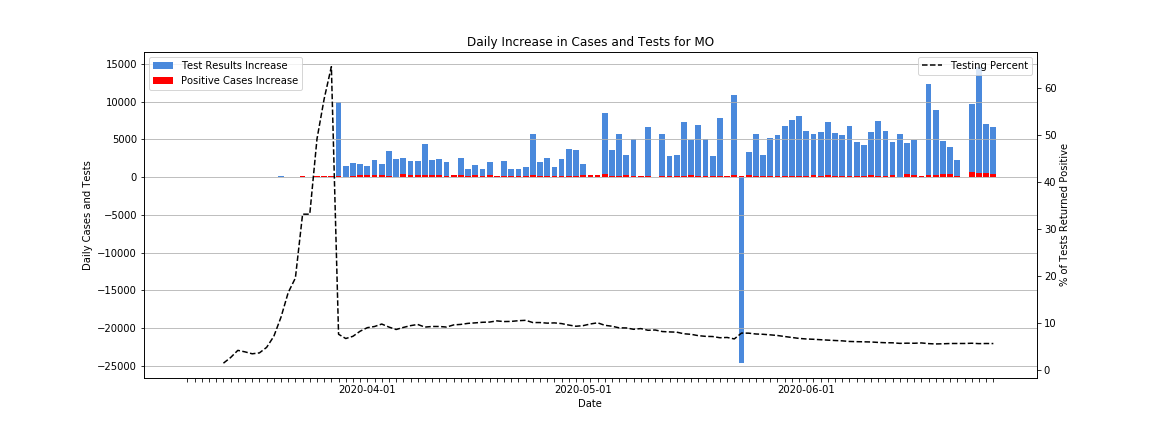 Daily Increase in Cases and Tests for MO
Test Results Increase
Positive Cases Increase
Testing Percent
15000
10000
5000
0
−5000
−10000
−15000
−20000
−25000
Daily Cases and Tests
60
50
40
30
20
10
0
% of Tests Returned Positive
2020-04-01
2020-05-01
2020-06-01
Date